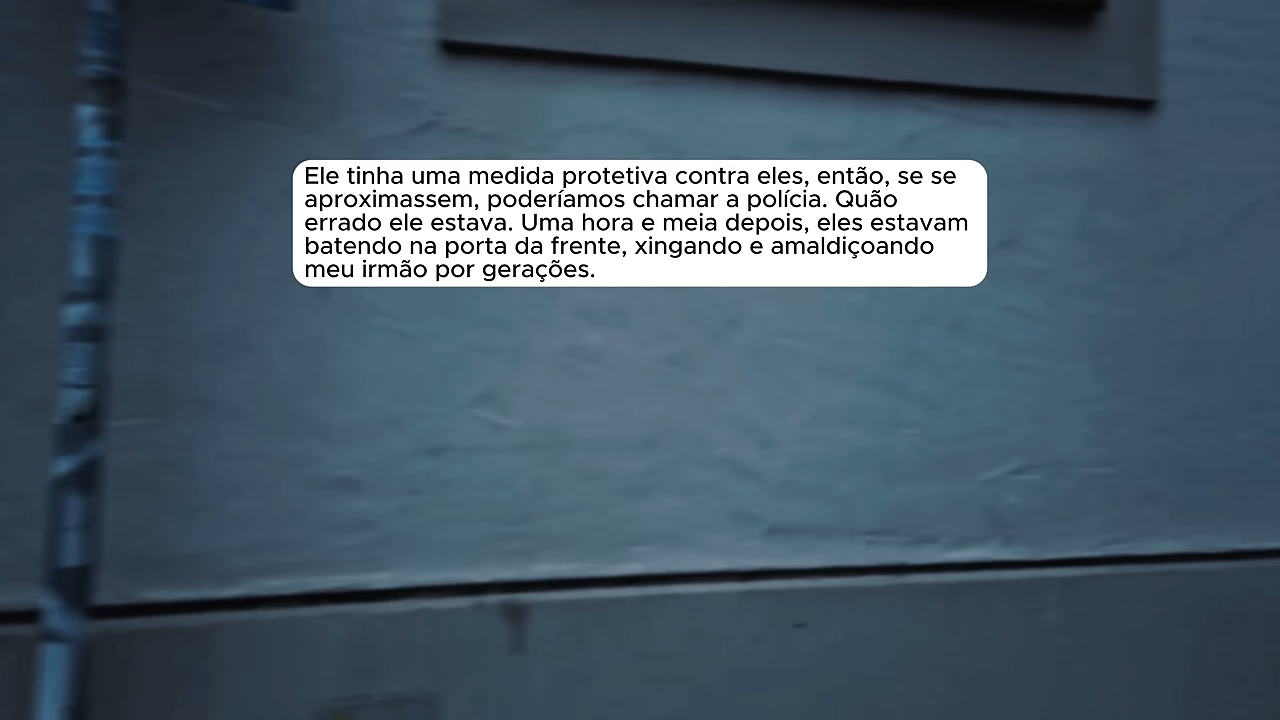 Ele tinha uma medida protetiva contra eles, então, se se
aproximassem, poderíamos chamar a polícia. Quão
errado ele estava. Uma hora e meia depois, eles estavam
batendo na porta da frente, xingando e amaldiçoando
meu irmão por gerações.